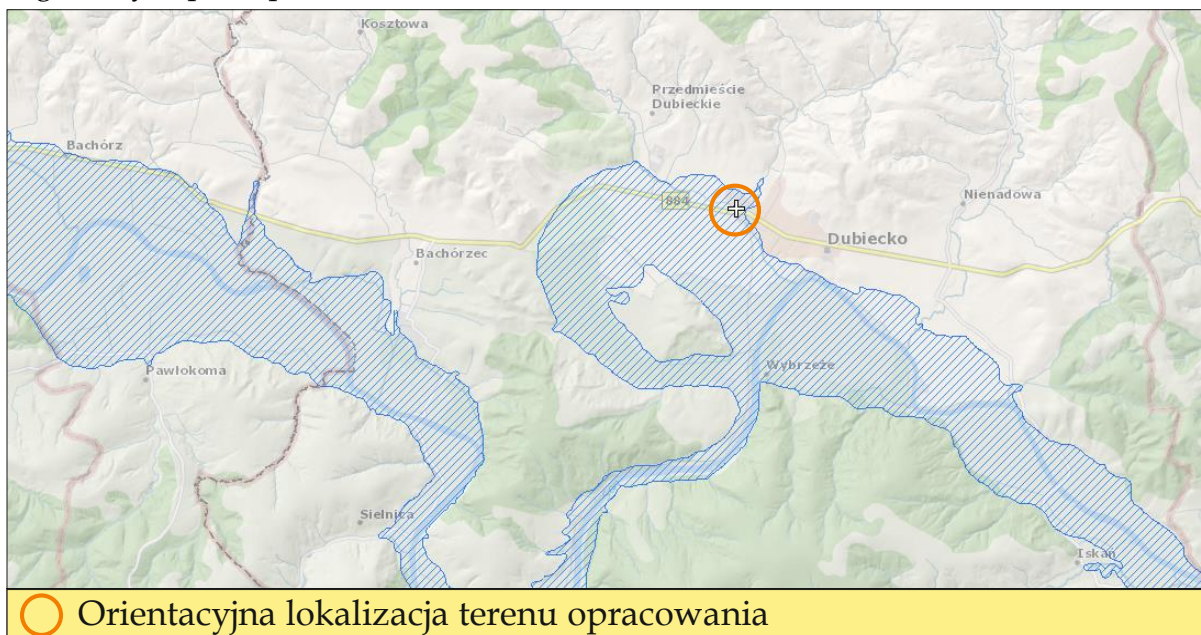 Kosztowa
Przedmieście
Dubieckie
Bachórz
884
Nienadowa
Dubiecko
Bachórzec
Wybrzeże
Pawłokoma
Sielnica
Iskań
Orientacyjna lokalizacja terenu opracowania